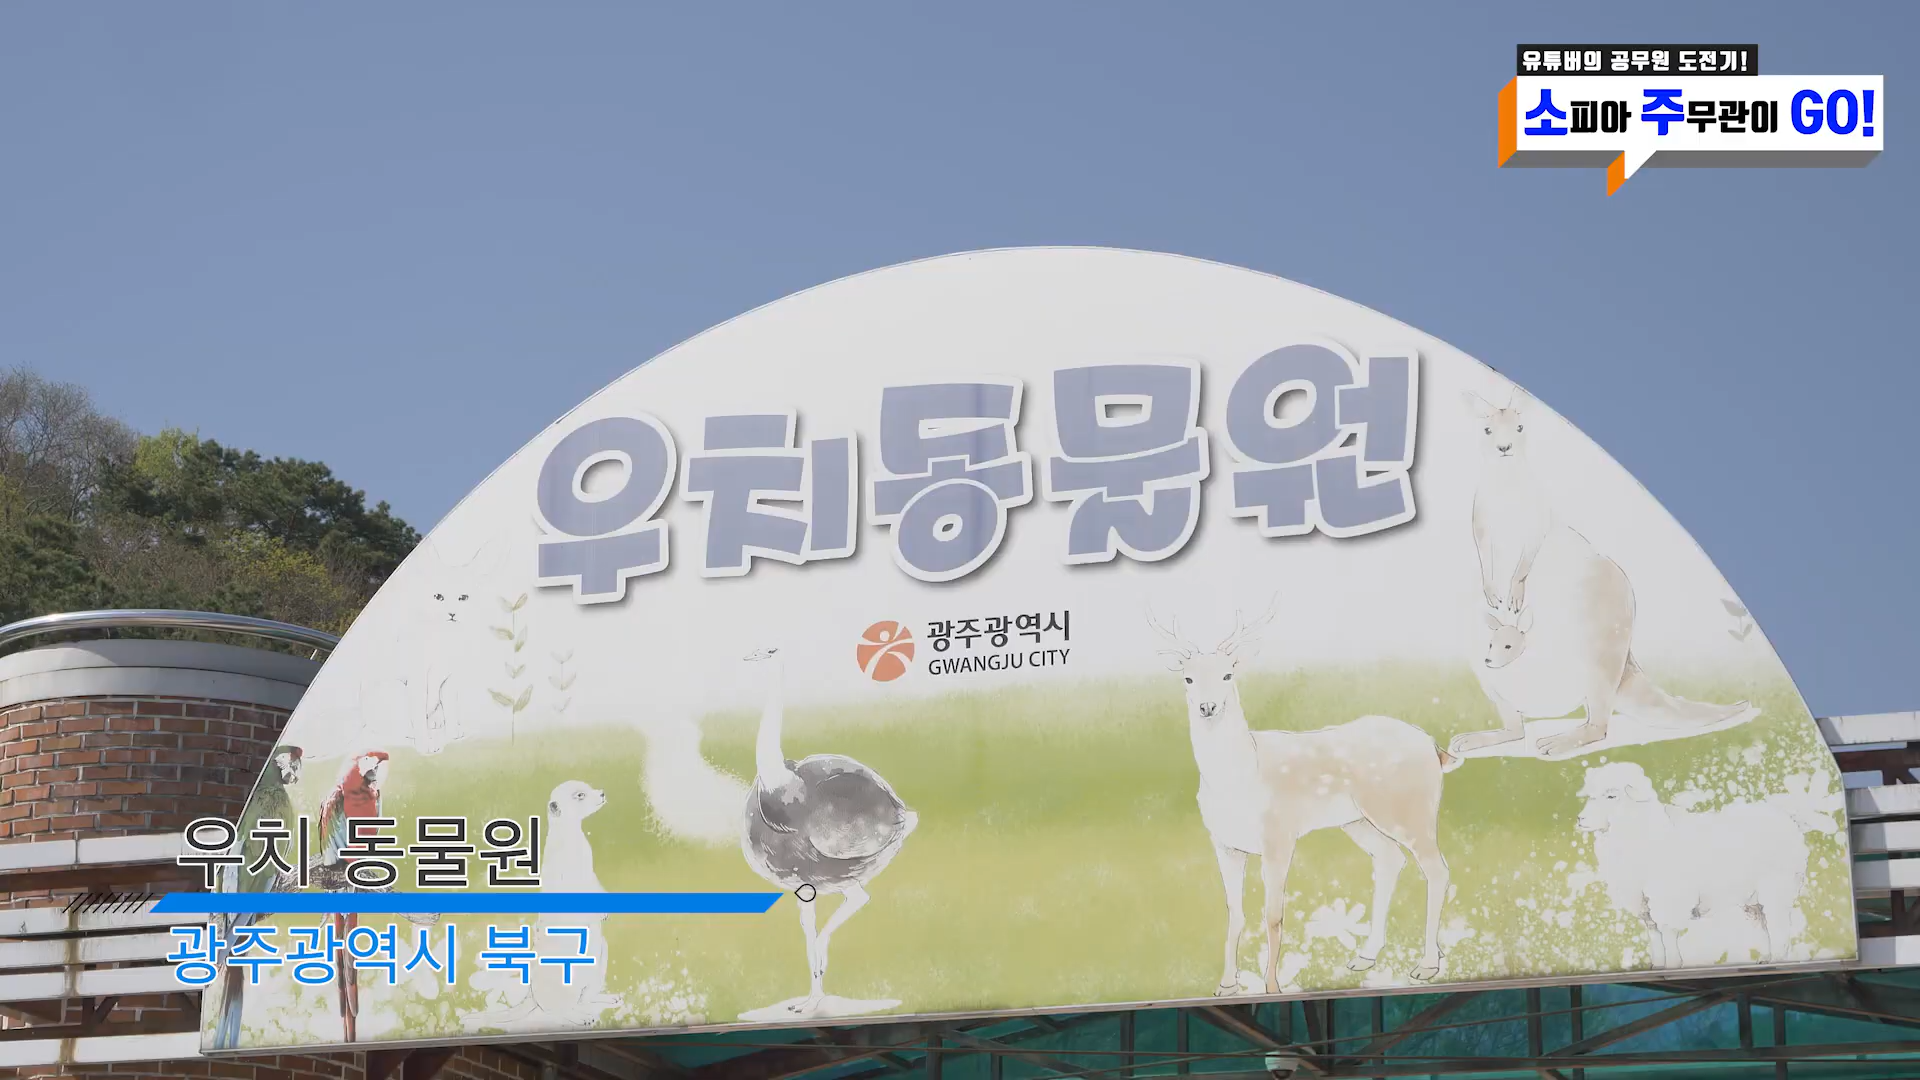 유튜버의 공무원 도전기!
소피아 주무관이 GO!
우치동물원
광주광역시
GWANGJU CITY
우치 동물원
광주광역시 북구